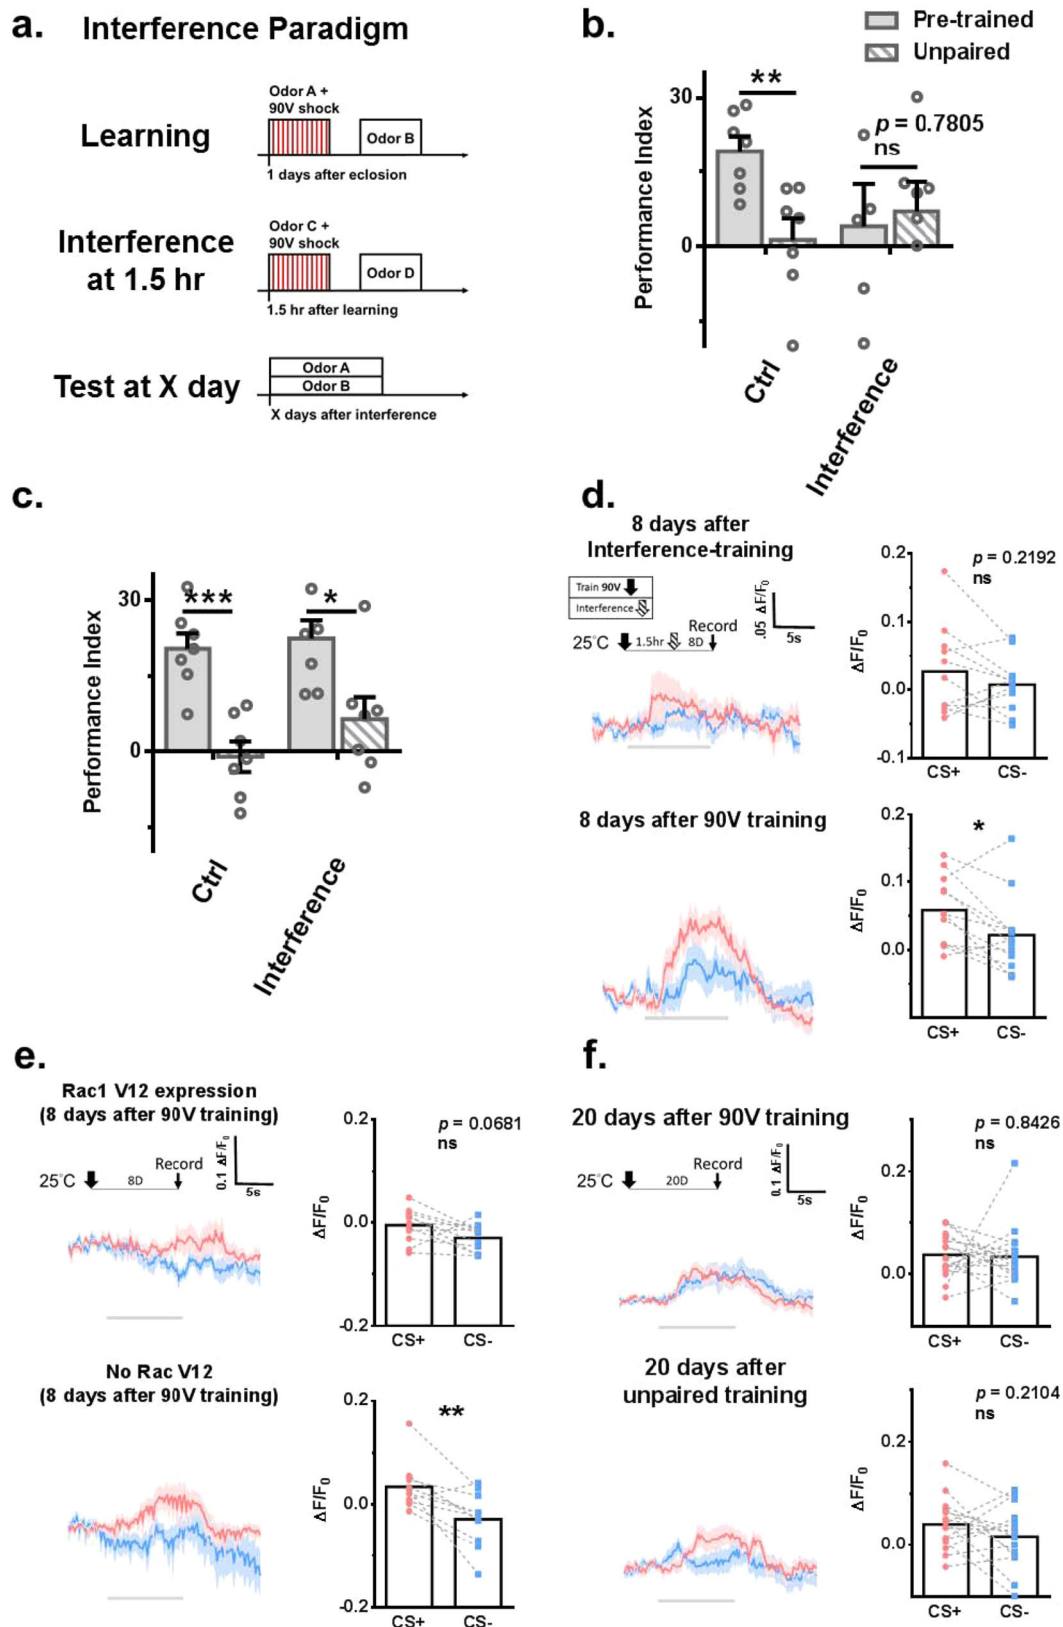 a. Interference Paradigm
Learning
Odor A +
90V shock
Odor B
1 days after eclosion
Interference
at 1.5 hr
Odor C +
90V shock
Odor D
1.5 hr after learning
Test at X day
Odor A
Odor B
X days after interference
b.
Pre-trained
Unpaired
Performance Index
30
0
**
p = 0.7805
ns
Ctrl
Interference
c.
Performance Index
30
0
***
*
Ctrl
Interference
d.
8 days after
Interference-training
Train 90V
Interference
25°C
1.5hr
8D
Record
.05 ΔF/F0
5s
ΔF/F0
0.2
0.1
0.0
-0.1
p = 0.2192
ns
CS+ CS-
8 days after 90V training
ΔF/F0
0.2
0.1
0.0
*
CS+ CS-
e.
Rac1 V12 expression
(8 days after 90V training)
25°C
8D
Record
0.1 ΔF/F0
5s
ΔF/F0
0.2
0.0
-0.2
p = 0.0681
ns
CS+ CS-
No Rac V12
(8 days after 90V training)
ΔF/F0
0.2
0.0
-0.2
**
CS+ CS-
f.
20 days after 90V training
25°C
20D
Record
0.1 ΔF/F0
5s
ΔF/F0
0.2
0.0
p = 0.8426
ns
CS+ CS-
20 days after
unpaired training
ΔF/F0
0.2
0.0
p = 0.2104
ns
CS+ CS-